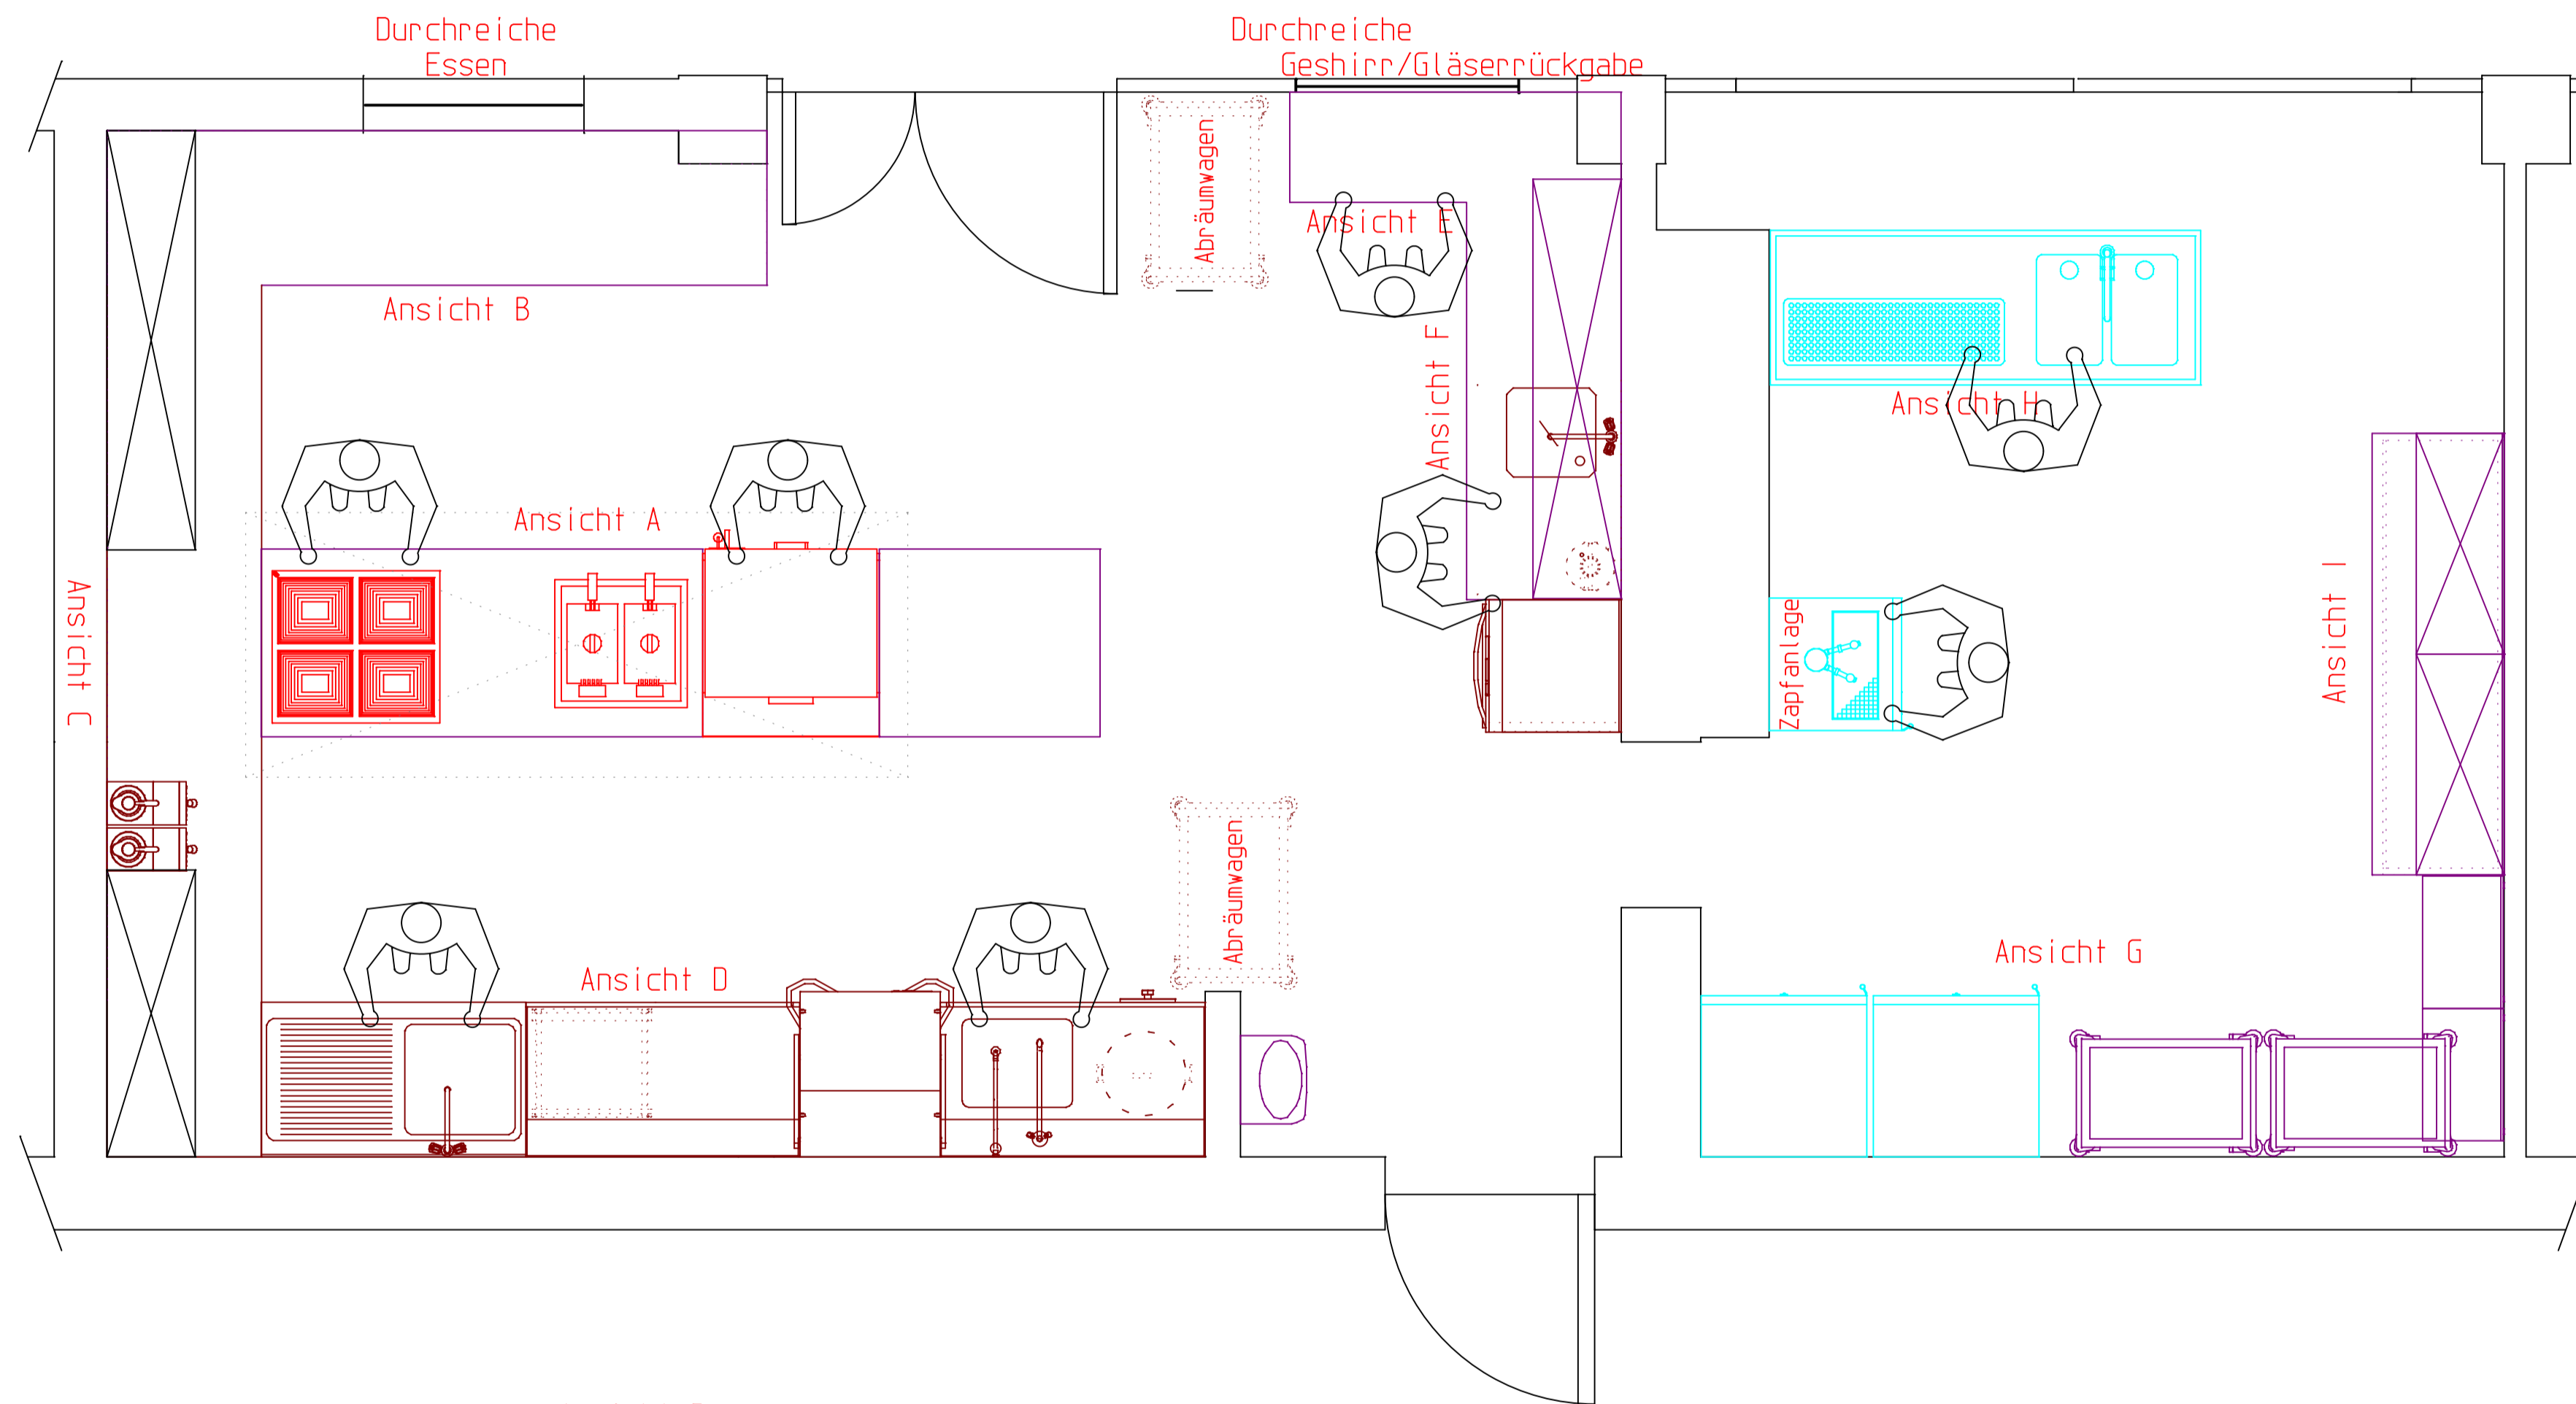 Durchreiche
Essen
Durchreiche
Geshirr/Gläserrückgabe
Abräumwagen
Ansicht E
Ansicht B
Ansicht F
Ansicht H
Ansicht A
Ansicht C
Zapfanlage
Ansicht I
Abräumwagen
Ansicht D
Ansicht G